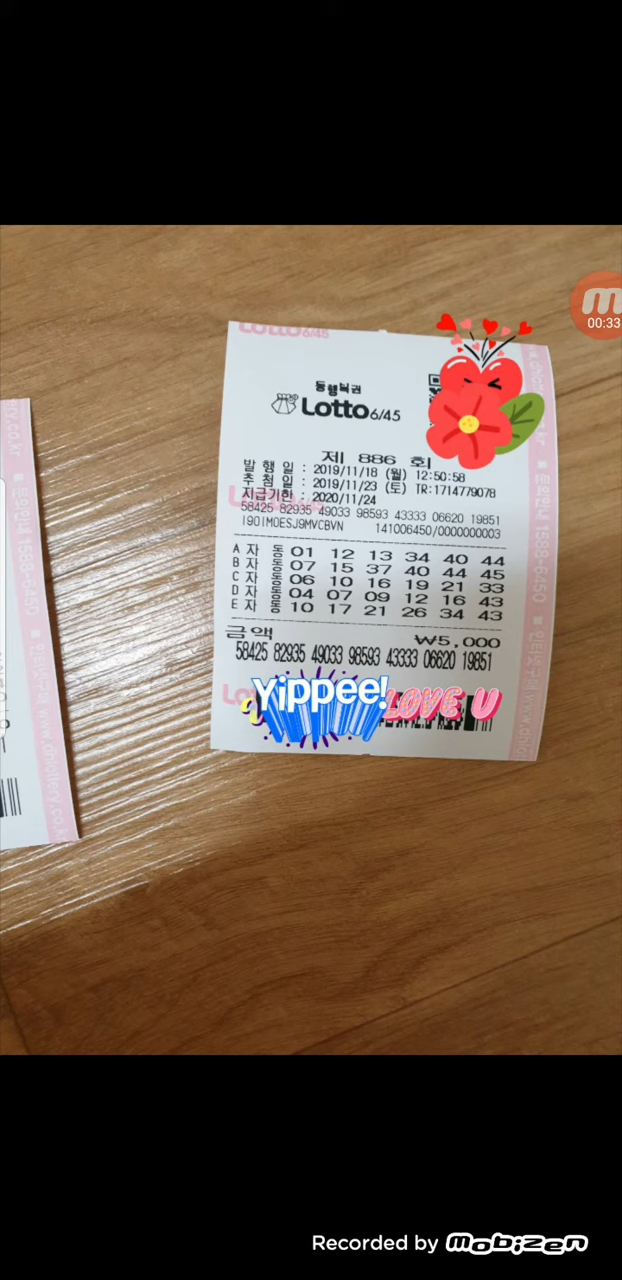 Lotto6/45
동행복권
Lotto6/45
00:33
제 886 회
발 행 일 : 2019/11/18 (월) 12:50:58
추 첨 일 : 2019/11/23 (토) TR:1714779078
지급기한 : 2020/11/24
58425 82935 49033 98593 43333 06620 19851
141006450/0000000003
A 자 동 01 12 13 34 40 44
B 자 동 07 15 37 40 44 45
C 자 동 06 10 16 19 21 33
D 자 동 04 07 09 12 16 43
E 자 동 10 17 21 26 34 43
금액 ₩5,000
58425 82935 49033 98593 43333 06620 19851
Yippee!
LOVE U
Recorded by mobizen